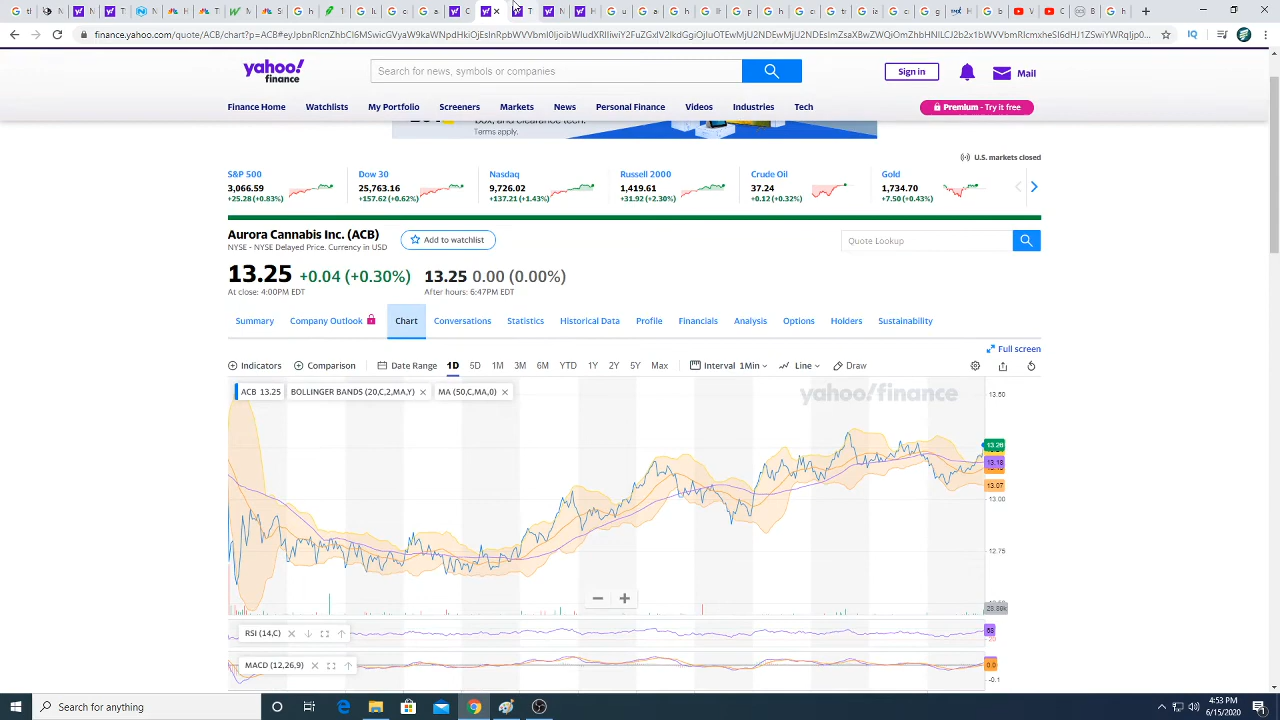 finance.yahoo.com/quote/ACB/chart?p=ACB#
IQ
yahoo!
finance
Search for news, symbols or companies
Sign in
Mail
Finance Home Watchlists My Portfolio Screeners Markets News Personal Finance Videos Industries Tech
Premium - Try it free
box, and clearance tech.
Terms apply.
U.S. markets closed
S&P 500 Dow 30 Nasdaq Russell 2000 Crude Oil Gold
3,066.59 25,763.16 9,726.02 1,419.61 37.24 1,734.70
+25.28 (+0.83%) +157.62 (+0.62%) +137.21 (+1.43%) +31.92 (+2.30%) +0.12 (+0.32%) +7.50 (+0.43%)
Aurora Cannabis Inc. (ACB)
NYSE - NYSE Delayed Price. Currency in USD
Add to watchlist
Quote Lookup
13.25 +0.04 (+0.30%) 13.25 0.00 (0.00%)
At close: 4:00PM EDT After hours: 6:47PM EDT
Summary Company Outlook Chart Conversations Statistics Historical Data Profile Financials Analysis Options Holders Sustainability
Full screen
Indicators Comparison Date Range 1D 5D 1M 3M 6M YTD 1Y 2Y 5Y Max Interval 1Min Line Draw
ACB 13.25 BOLLINGER BANDS (20,C,2,MA,Y) MA (50,C,MA,0)
yahoo!finance
13.50
13.18
13.07
13.00
12.75
RSI (14,C)
MACD (12,26,9)
0.0
-0.1
Search for anything
4:53 PM
6/15/2020